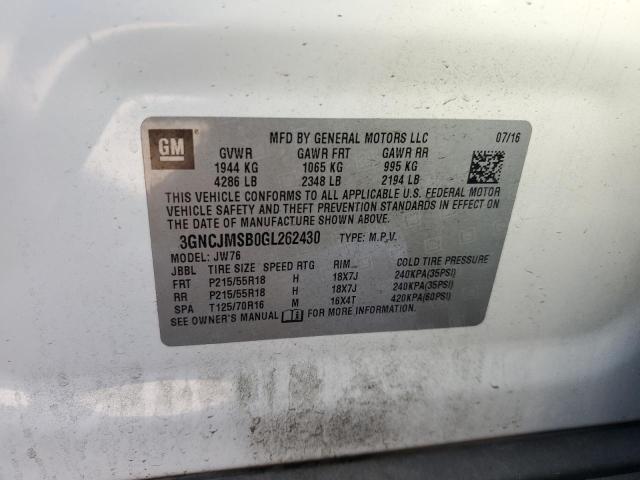 GM
MFD BY GENERAL MOTORS LLC 07/16
GVWR GAWR FRT GAWR RR
1944 KG 1065 KG 995 KG
4286 LB 2348 LB 2194 LB
THIS VEHICLE CONFORMS TO ALL APPLICABLE U.S. FEDERAL MOTOR
VEHICLE SAFETY AND THEFT PREVENTION STANDARDS IN EFFECT ON
THE DATE OF MANUFACTURE SHOWN ABOVE.
3GNCJMSB0GL262430 TYPE: M.P.V.
MODEL: JW76
JBBL TIRE SIZE SPEED RTG RIM COLD TIRE PRESSURE
FRT P215/55R18 H 18X7J 240KPA(35PSI)
RR P215/55R18 H 18X7J 240KPA(35PSI)
SPA T125/70R16 M 16X4T 420KPA(60PSI)
SEE OWNER'S MANUAL FOR MORE INFORMATION.